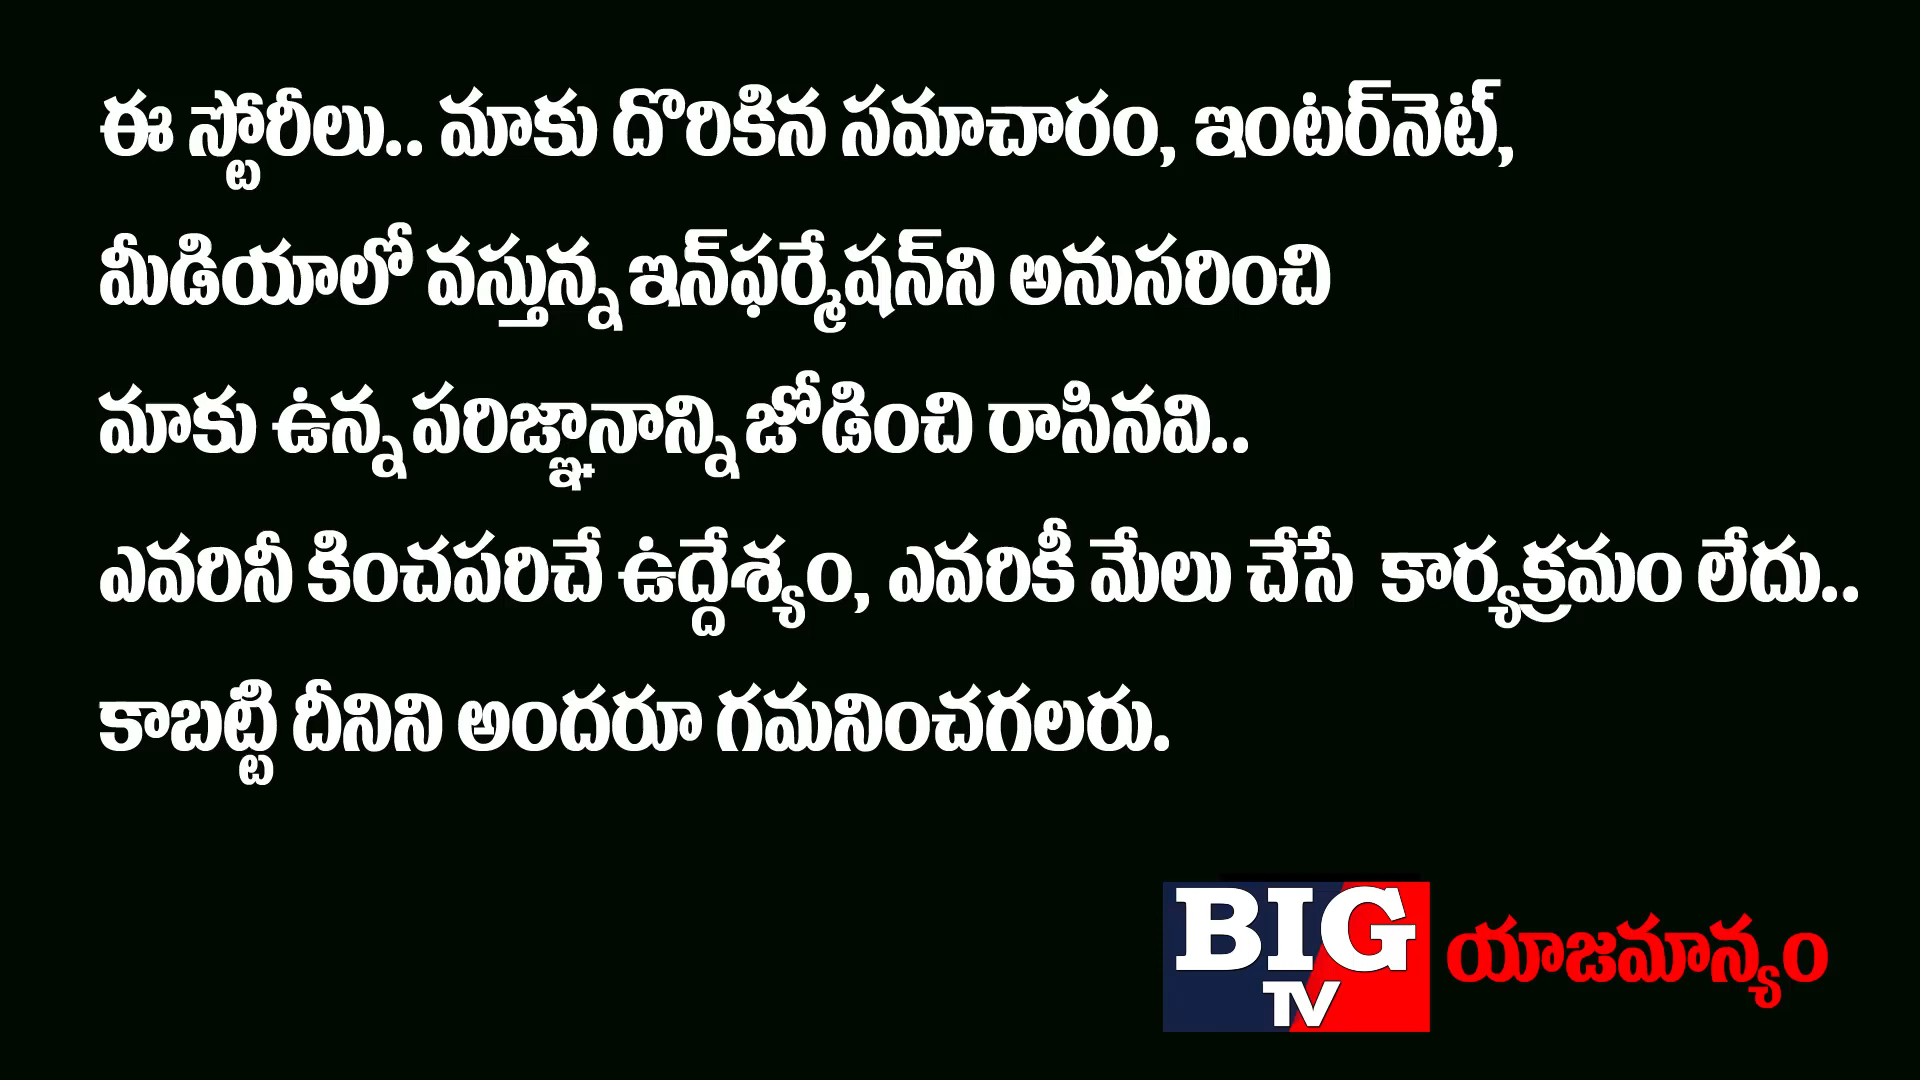 ఈ స్టోరీలు.. మాకు దొరికిన సమాచారం, ఇంటర్‌నెట్,
మీడియాలో వస్తున్న ఇన్‌ఫర్మేషన్‌ని అనుసరించి
మాకు ఉన్న పరిజ్ఞానాన్ని జోడించి రాసినవి..
ఎవరినీ కించపరిచే ఉద్దేశ్యం, ఎవరికీ మేలు చేసే కార్యక్రమం లేదు..
కాబట్టి దీనిని అందరూ గమనించగలరు.
BIG
TV
యాజమాన్యం